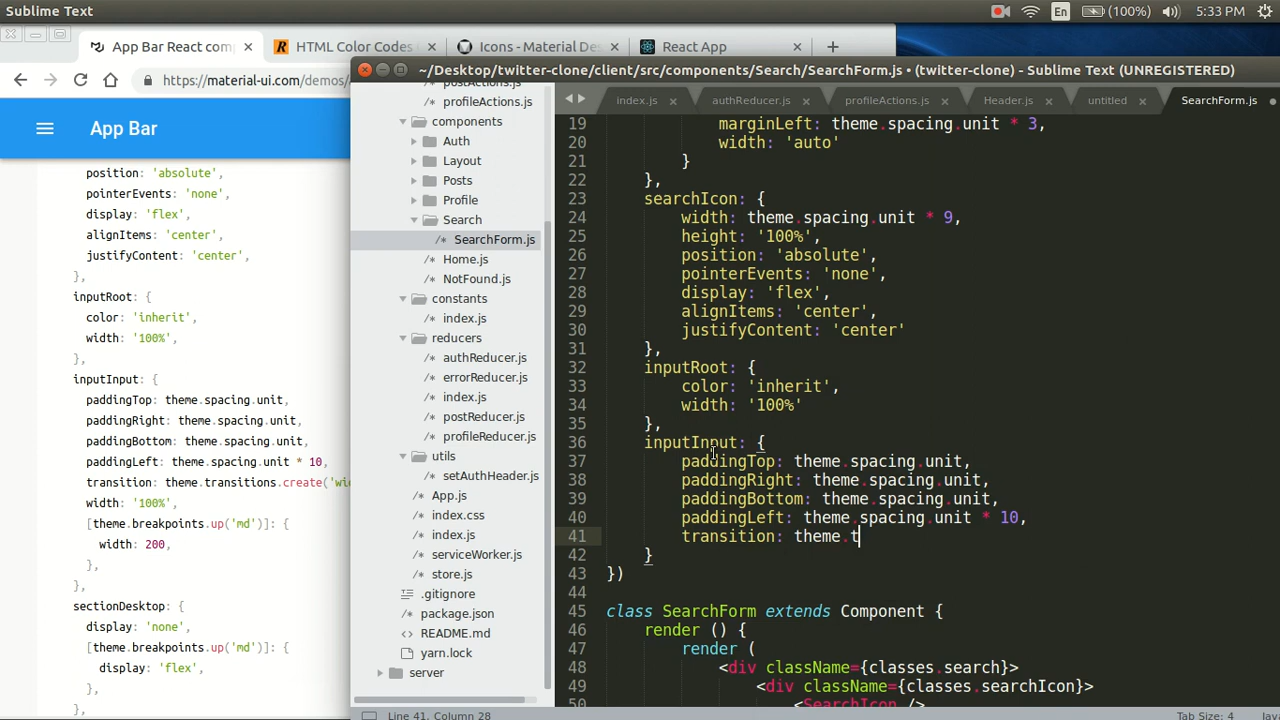 Sublime Text
En
(100%)
5:33 PM
App Bar React com
HTML Color Codes
Icons - Material De
React App
https://material-ui.com/demos/
App Bar
position: 'absolute',
pointerEvents: 'none',
display: 'flex',
alignItems: 'center',
justifyContent: 'center',
},
inputRoot: {
color: 'inherit',
width: '100%',
},
inputInput: {
paddingTop: theme.spacing.unit,
paddingRight: theme.spacing.unit,
paddingBottom: theme.spacing.unit,
paddingLeft: theme.spacing.unit * 10,
transition: theme.transitions.create('wi
width: '100%',
[theme.breakpoints.up('md')]: {
width: 200,
},
},
sectionDesktop: {
display: 'none',
[theme.breakpoints.up('md')]: {
display: 'flex',
},
},
~/Desktop/twitter-clone/client/src/components/Search/SearchForm.js • (twitter-clone) - Sublime Text (UNREGISTERED)
postActions.js
profileActions.js
components
Auth
Layout
Posts
Profile
Search
SearchForm.js
Home.js
NotFound.js
constants
index.js
reducers
authReducer.js
errorReducer.js
index.js
postReducer.js
profileReducer.js
utils
setAuthHeader.js
App.js
index.css
index.js
serviceWorker.js
store.js
.gitignore
package.json
README.md
yarn.lock
server
index.js
authReducer.js
profileActions.js
Header.js
untitled
SearchForm.js
19 marginLeft: theme.spacing.unit * 3,
20 width: 'auto'
21 }
22 },
23 searchIcon: {
24 width: theme.spacing.unit * 9,
25 height: '100%',
26 position: 'absolute',
27 pointerEvents: 'none',
28 display: 'flex',
29 alignItems: 'center',
30 justifyContent: 'center'
31 },
32 inputRoot: {
33 color: 'inherit',
34 width: '100%'
35 },
36 inputInput: {
37 paddingTop: theme.spacing.unit,
38 paddingRight: theme.spacing.unit,
39 paddingBottom: theme.spacing.unit,
40 paddingLeft: theme.spacing.unit * 10,
41 transition: theme.t
42 }
43 })
44
45 class SearchForm extends Component {
46 render () {
47 render (
48 <div className={classes.search}>
49 <div className={classes.searchIcon}>
50 <SearchIcon />
Line 41, Column 28
Tab Size: 4